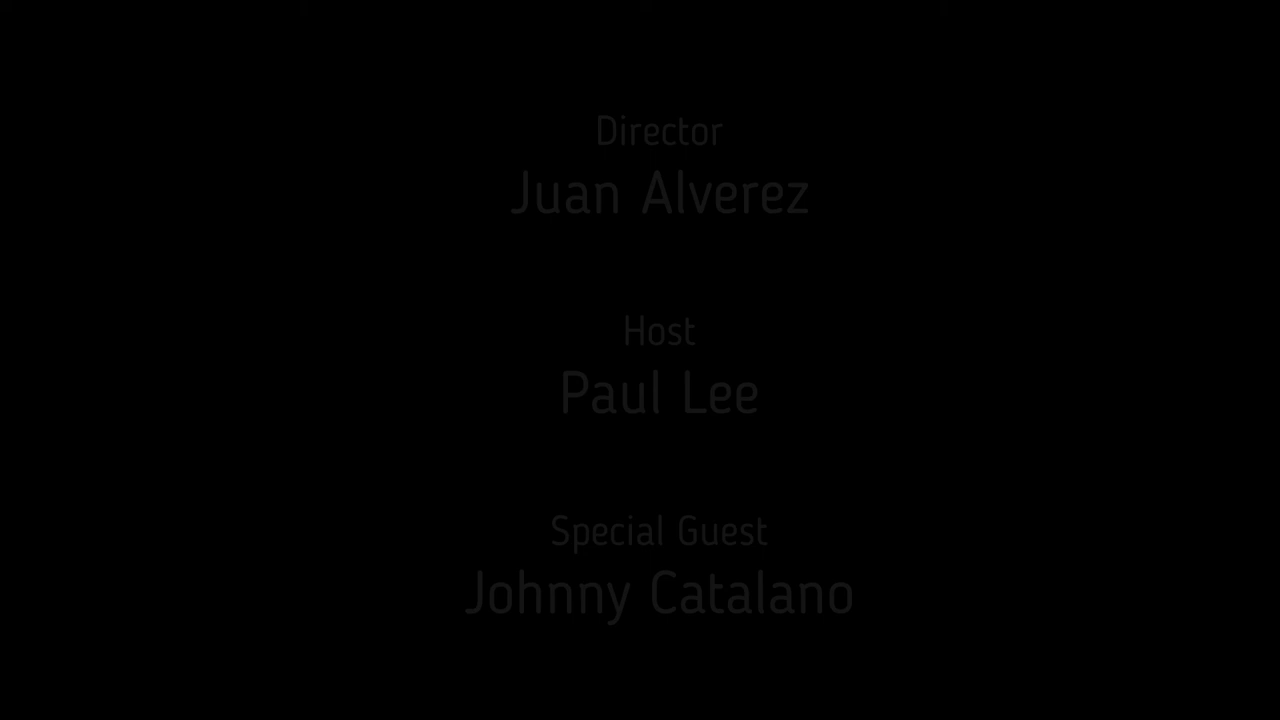 Director
Juan Alverez
Host
Paul Lee
Special Guest
Johnny Catalano